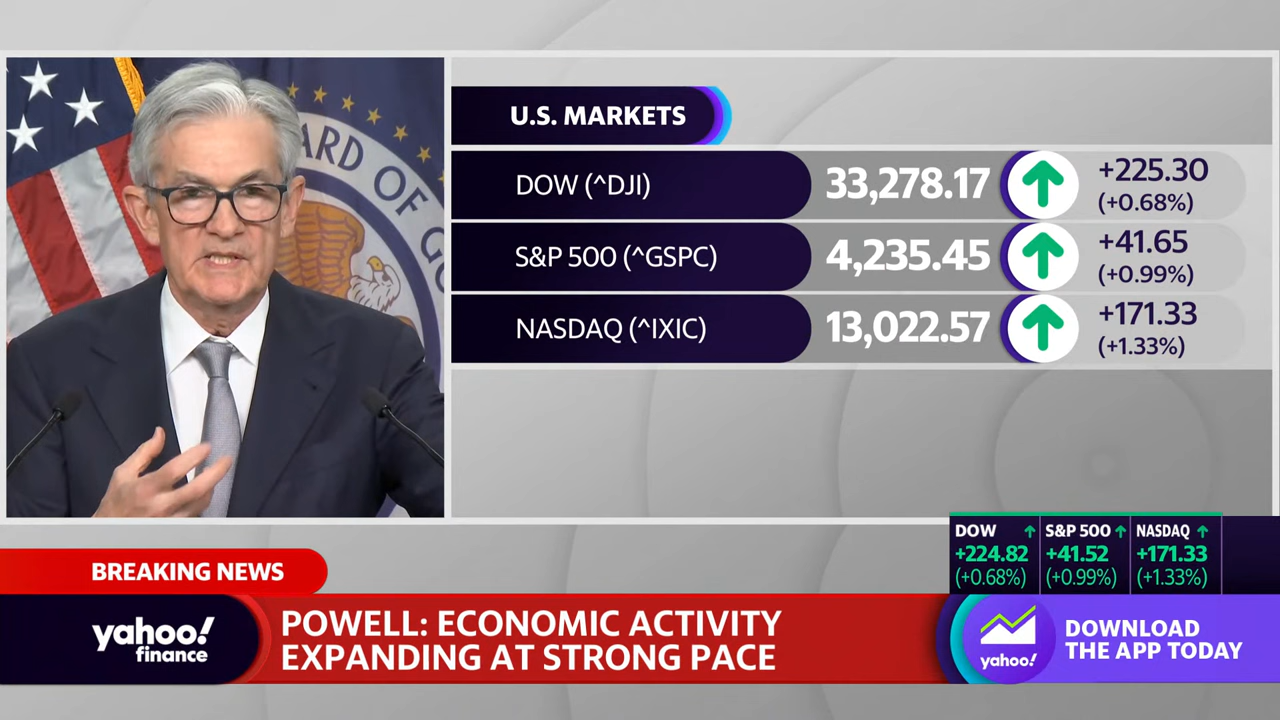 ARD OF G
U.S. MARKETS
DOW (^DJI) 33,278.17 +225.30
(+0.68%)
S&P 500 (^GSPC) 4,235.45 +41.65
(+0.99%)
NASDAQ (^IXIC) 13,022.57 +171.33
(+1.33%)
DOW S&P 500 NASDAQ
+224.82 +41.52 +171.33
(+0.68%) (+0.99%) (+1.33%)
BREAKING NEWS
yahoo!
finance
POWELL: ECONOMIC ACTIVITY
EXPANDING AT STRONG PACE
yahoo!
DOWNLOAD
THE APP TODAY